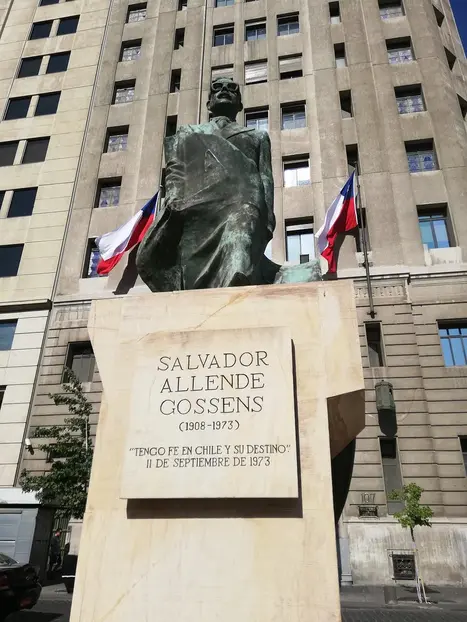 SALVADOR
ALLENDE
GOSSENS
(1908-1973)
"TENGO FE EN CHILE Y SU DESTINO"
11 DE SEPTIEMBRE DE 1973